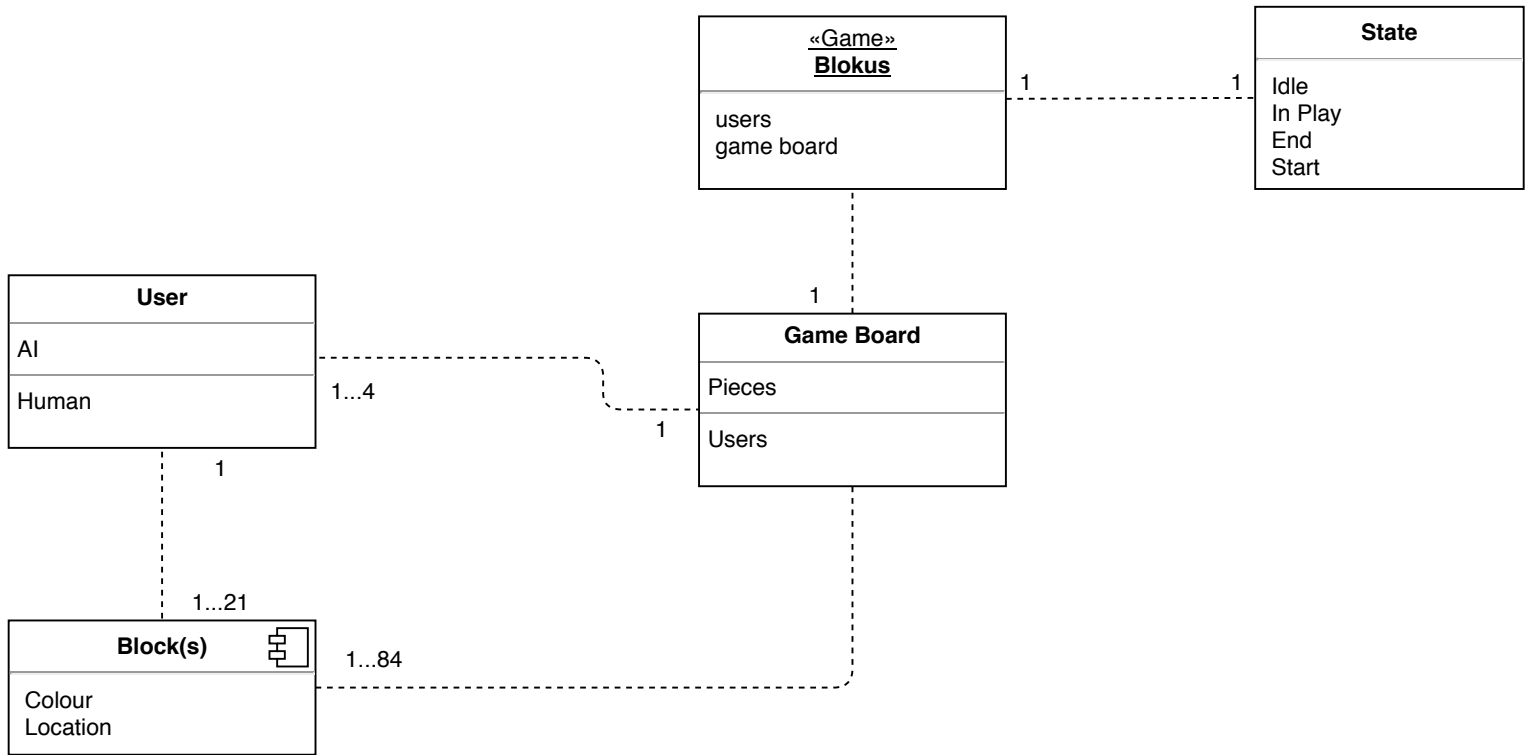 «Game»
Blokus
users
game board
1
1
State
Idle
In Play
End
Start
1
Game Board
Pieces
Users
User
AI
Human
1...4
1
1
1...21
Block(s)
Colour
Location
1...84